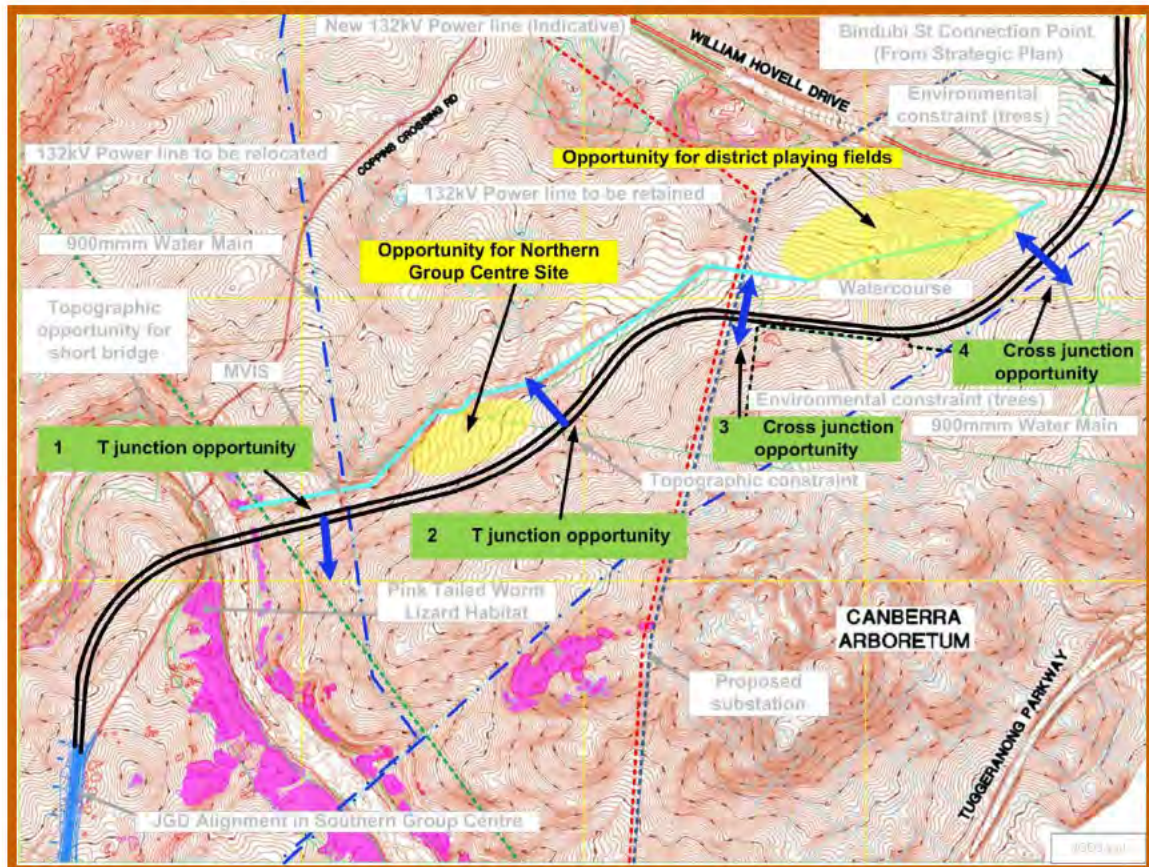 New 132kV Power line (Indicative)
WILLIAM HOVELL DRIVE
Bindubi St Connection Point
(From Strategic Plan)
COPPINS CROSSING RD
Environmental
constraint (trees)
132kV Power line to be relocated
Opportunity for district playing fields
132kV Power line to be retained
900mmm Water Main
Opportunity for Northern
Group Centre Site
Topographic
opportunity for
short bridge
Watercourse
MVIS
4 Cross junction
opportunity
Environmental constraint (trees)
900mmm Water Main
3 Cross junction
opportunity
1 T junction opportunity
Topographic constraint
2 T junction opportunity
Pink Tailed Worm
Lizard Habitat
CANBERRA
ARBORETUM
Proposed
substation
TUGGERANONG PARKWAY
JGD Alignment in Southern Group Centre